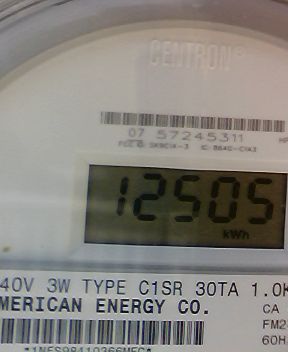 CENTRON®
07 57245311
12505
kWh
40V 3W TYPE C1SR 30TA 1.0K
MERICAN ENERGY CO.
CA
FM2
60H